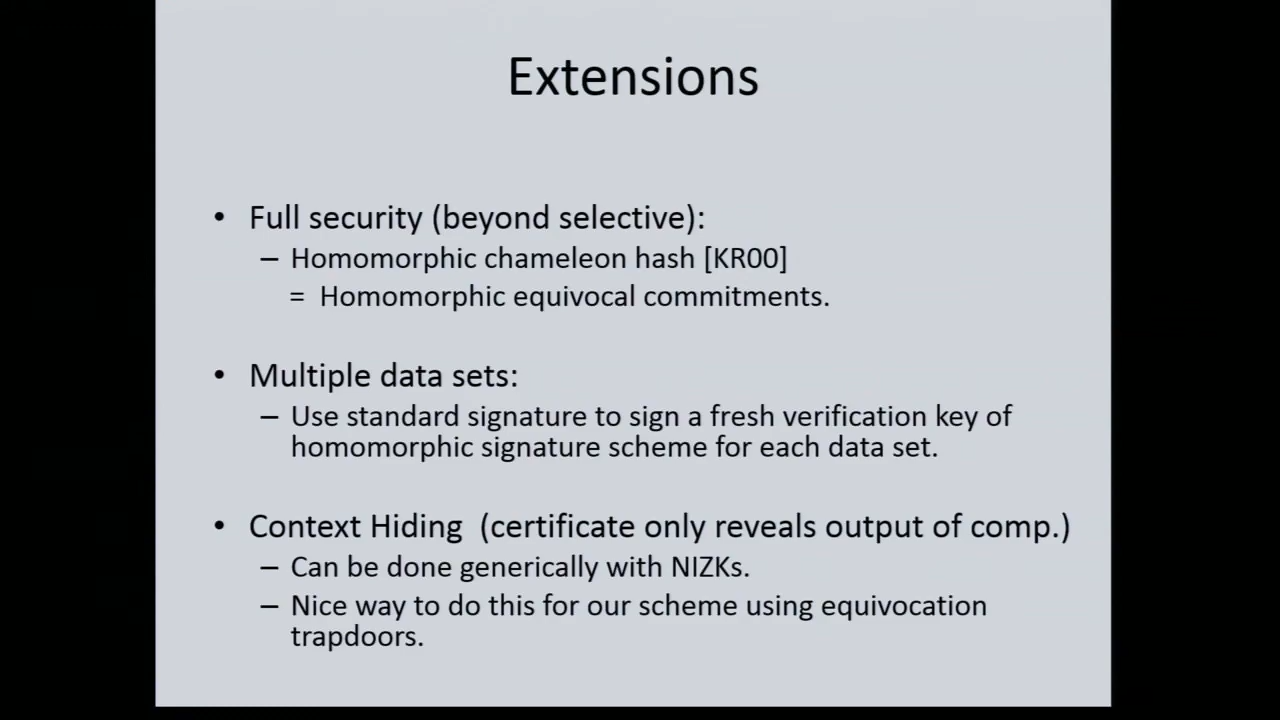 Extensions
• Full security (beyond selective):
– Homomorphic chameleon hash [KR00]
= Homomorphic equivocal commitments.
• Multiple data sets:
– Use standard signature to sign a fresh verification key of
homomorphic signature scheme for each data set.
• Context Hiding (certificate only reveals output of comp.)
– Can be done generically with NIZKs.
– Nice way to do this for our scheme using equivocation
trapdoors.